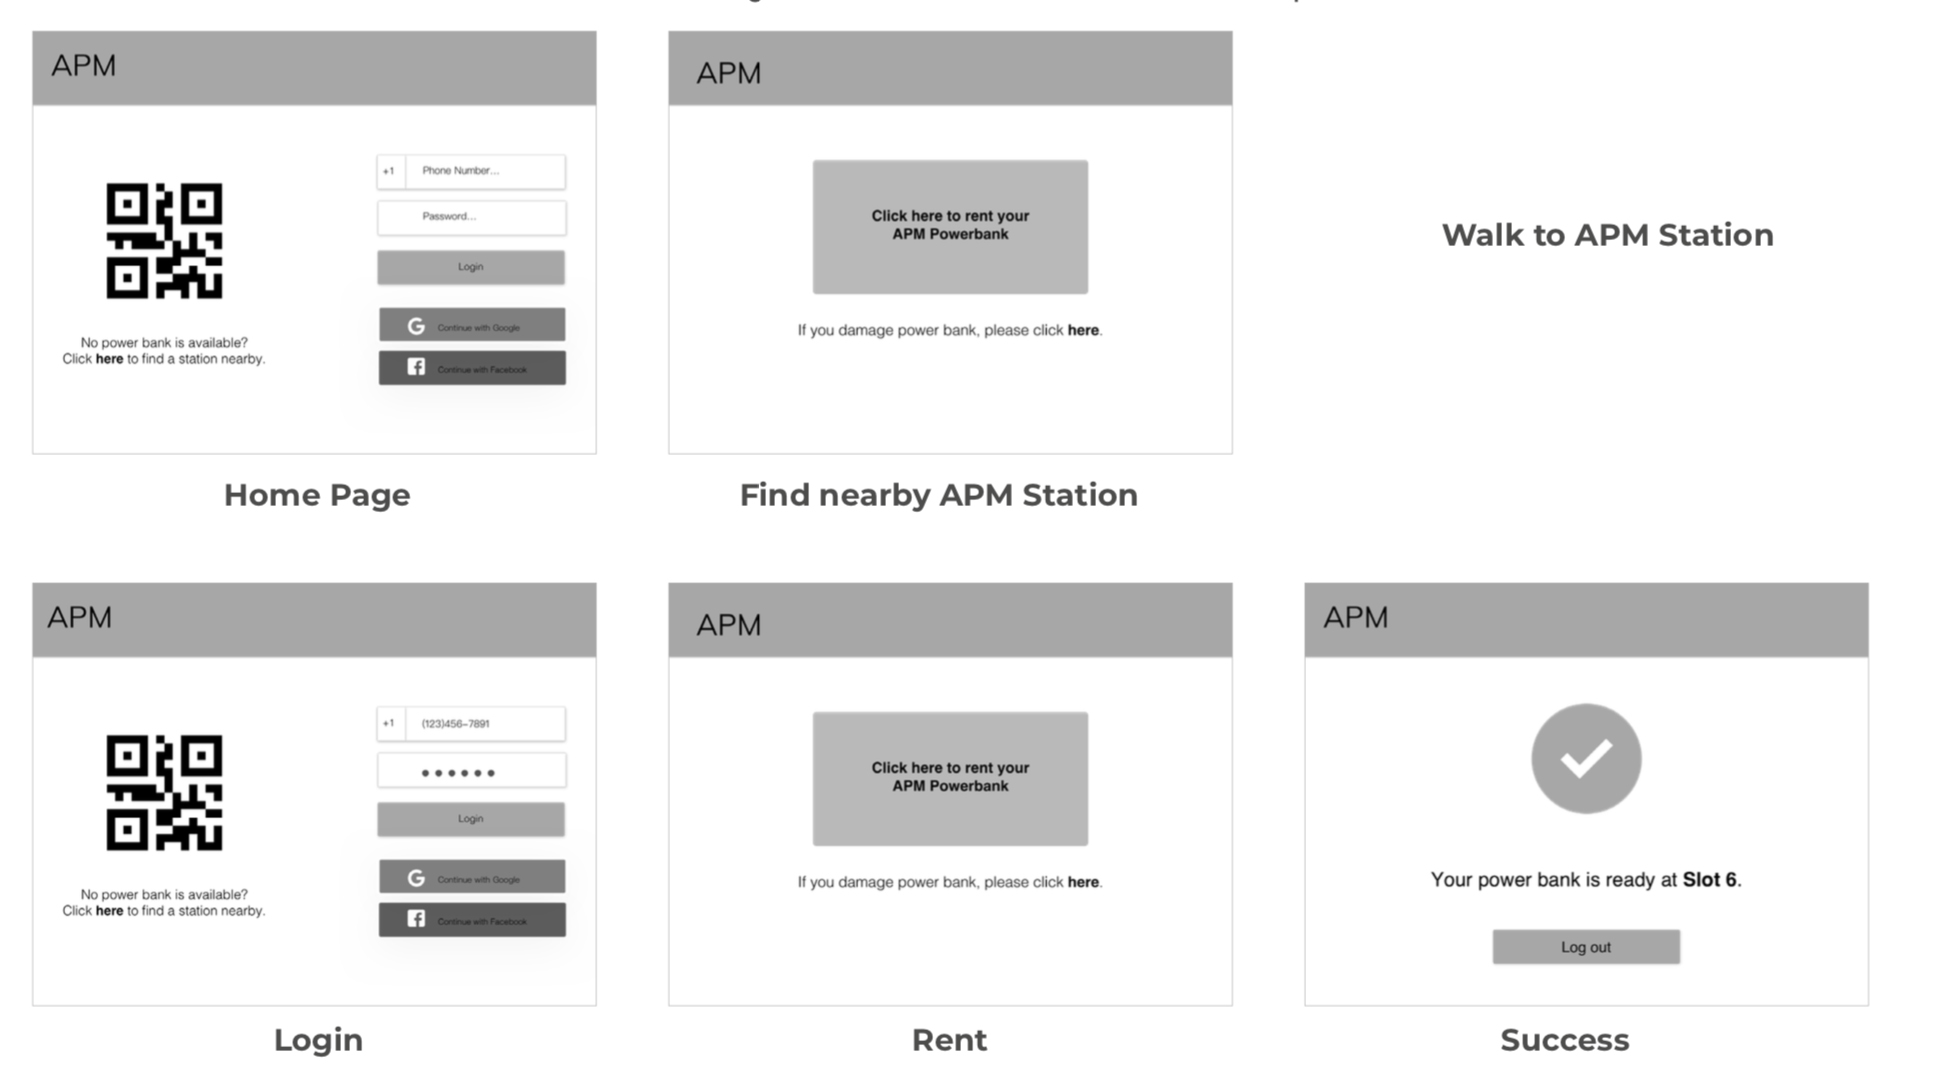 APM
+1 Phone Number...
Password...
Login
Continue with Google
Continue with Facebook
No power bank is available?
Click here to find a station nearby.
Home Page
APM
Click here to rent your
APM Powerbank
If you damage power bank, please click here.
Find nearby APM Station
Walk to APM Station
APM
+1 (123)456-7891
Login
Continue with Google
Continue with Facebook
No power bank is available?
Click here to find a station nearby.
Login
APM
Click here to rent your
APM Powerbank
If you damage power bank, please click here.
Rent
APM
Your power bank is ready at Slot 6.
Log out
Success